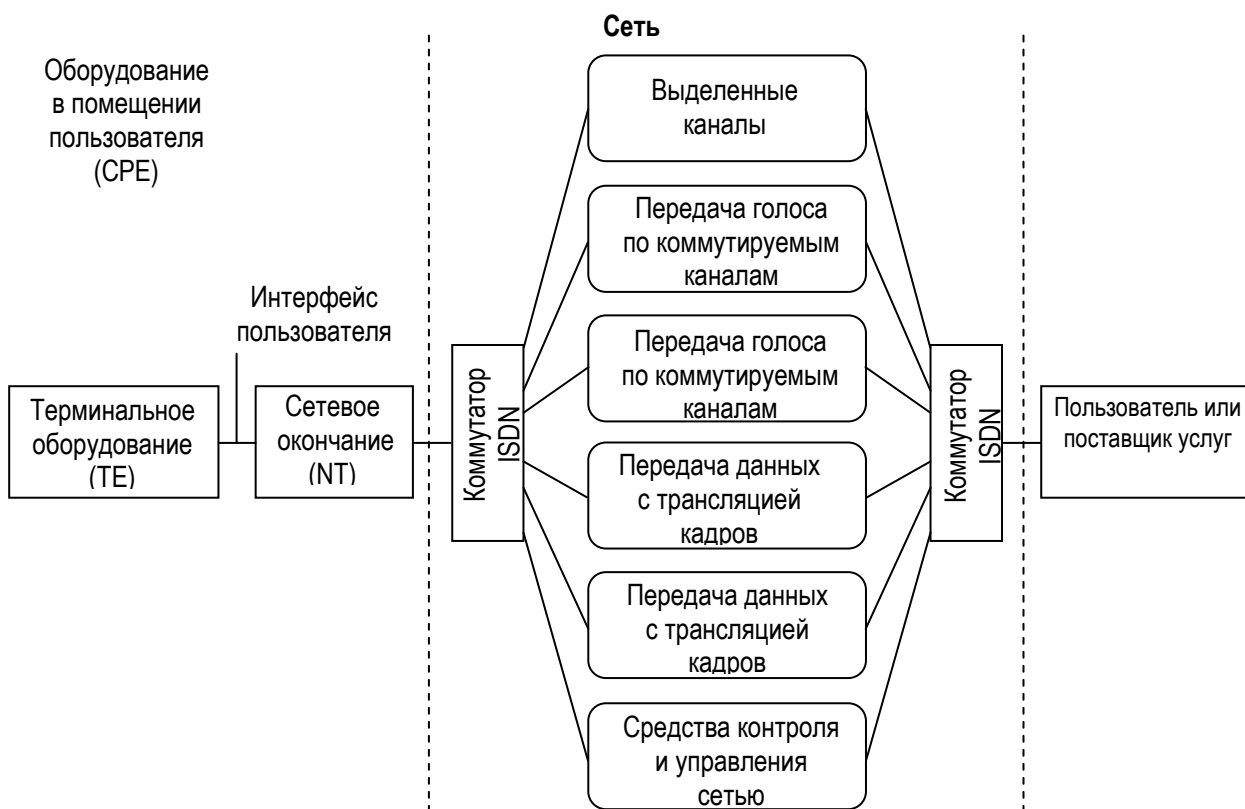 Сеть
Оборудование
в помещении
пользователя
(CPE)
Интерфейс
пользователя
Терминальное
оборудование
(TE)
Сетевое
окончание
(NT)
Коммутатор
ISDN
Выделенные
каналы
Передача голоса
по коммутируемым
каналам
Передача голоса
по коммутируемым
каналам
Передача данных
с трансляцией
кадров
Передача данных
с трансляцией
кадров
Средства контроля
и управления
сетью
Коммутатор
ISDN
Пользователь или
поставщик услуг